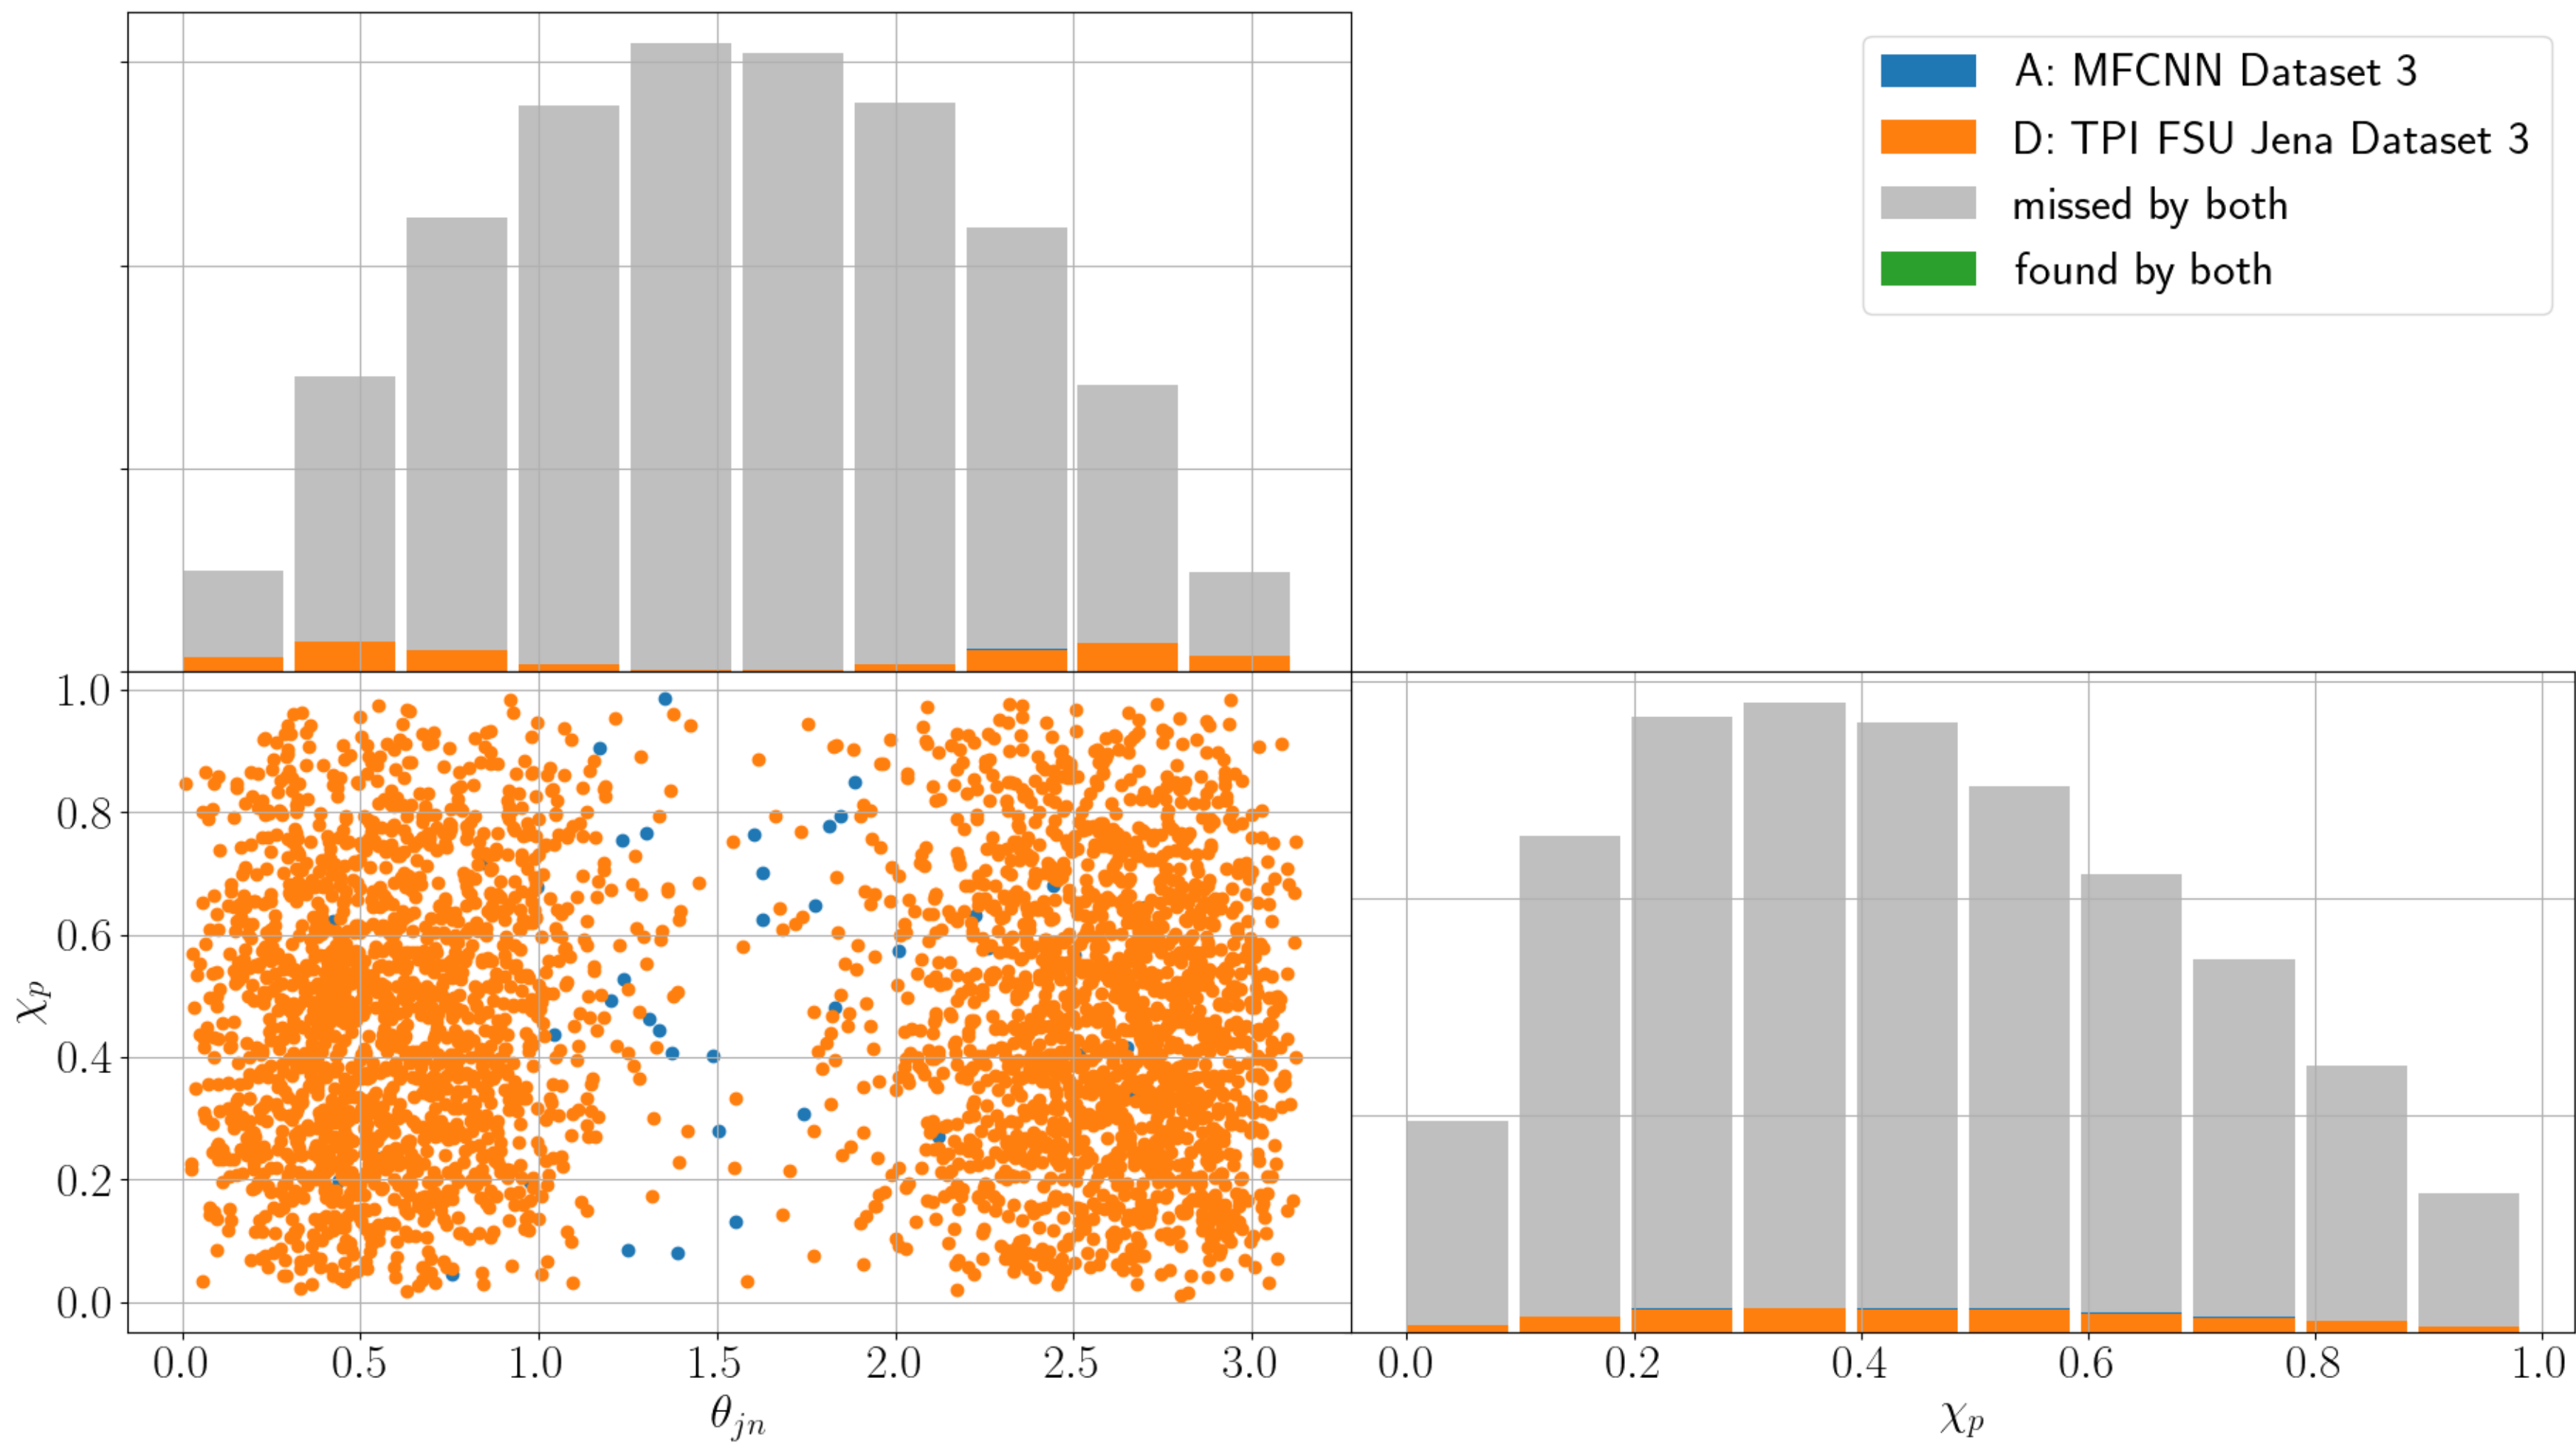 A: MFCNN Dataset 3
D: TPI FSU Jena Dataset 3
missed by both
found by both
1.0
0.8
0.6
0.4
0.2
0.0
χp
0.0 0.5 1.0 1.5 2.0 2.5 3.0
θjn
0.0 0.2 0.4 0.6 0.8 1.0
χp